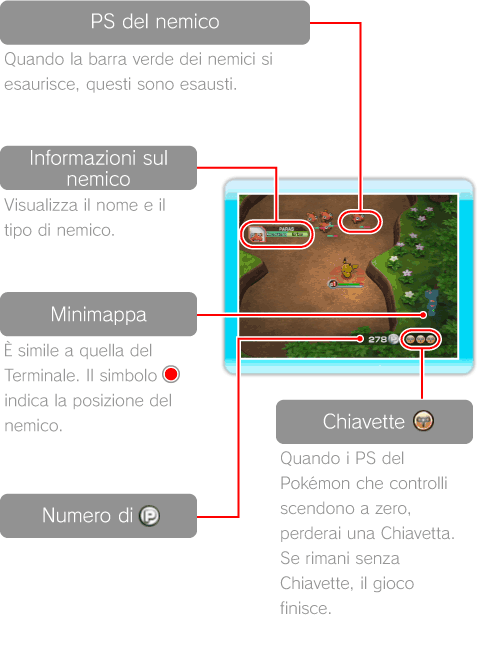 PS del nemico
Quando la barra verde dei nemici si
esaurisce, questi sono esausti.
Informazioni sul
nemico
Visualizza il nome e il
tipo di nemico.
PARAS
Minimappa
È simile a quella del
Terminale. Il simbolo
indica la posizione del
nemico.
278 P
Chiavette
Quando i PS del
Pokémon che controlli
scendono a zero,
perderai una Chiavetta.
Se rimani senza
Chiavette, il gioco
finisce.
Numero di P